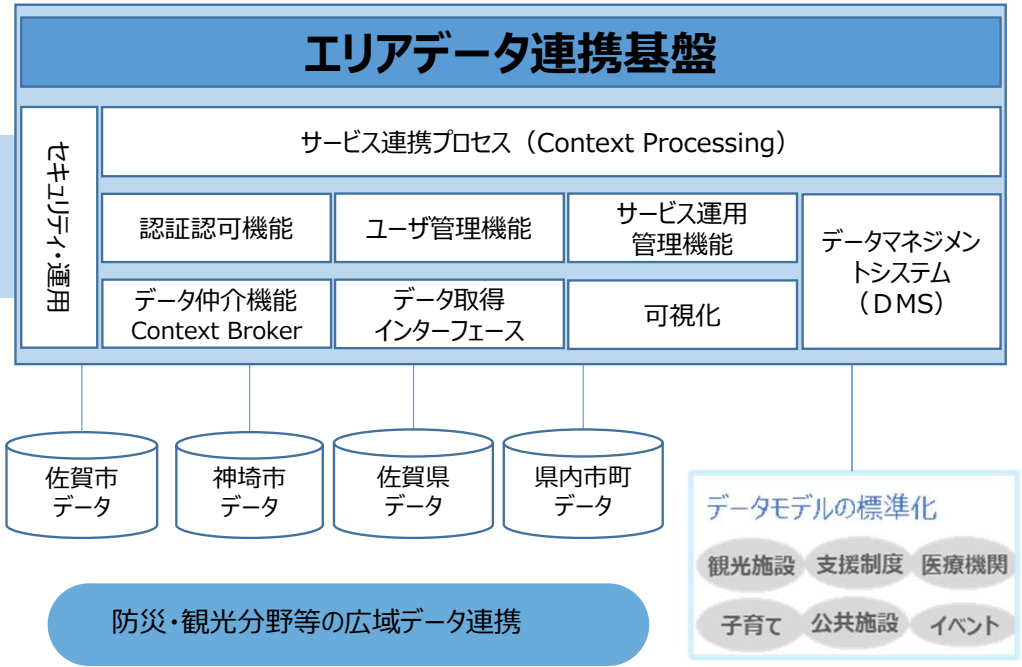 エリアデータ連携基盤
セキュリティ・運用
サービス連携プロセス（Context Processing）
認証認可機能
ユーザ管理機能
サービス運用
管理機能
データマネジメン
トシステム
（ＤＭＳ）
データ仲介機能
Context Broker
データ取得
インターフェース
可視化
佐賀市
データ
神埼市
データ
佐賀県
データ
県内市町
データ
データモデルの標準化
観光施設
支援制度
医療機関
子育て
公共施設
イベント
防災・観光分野等の広域データ連携